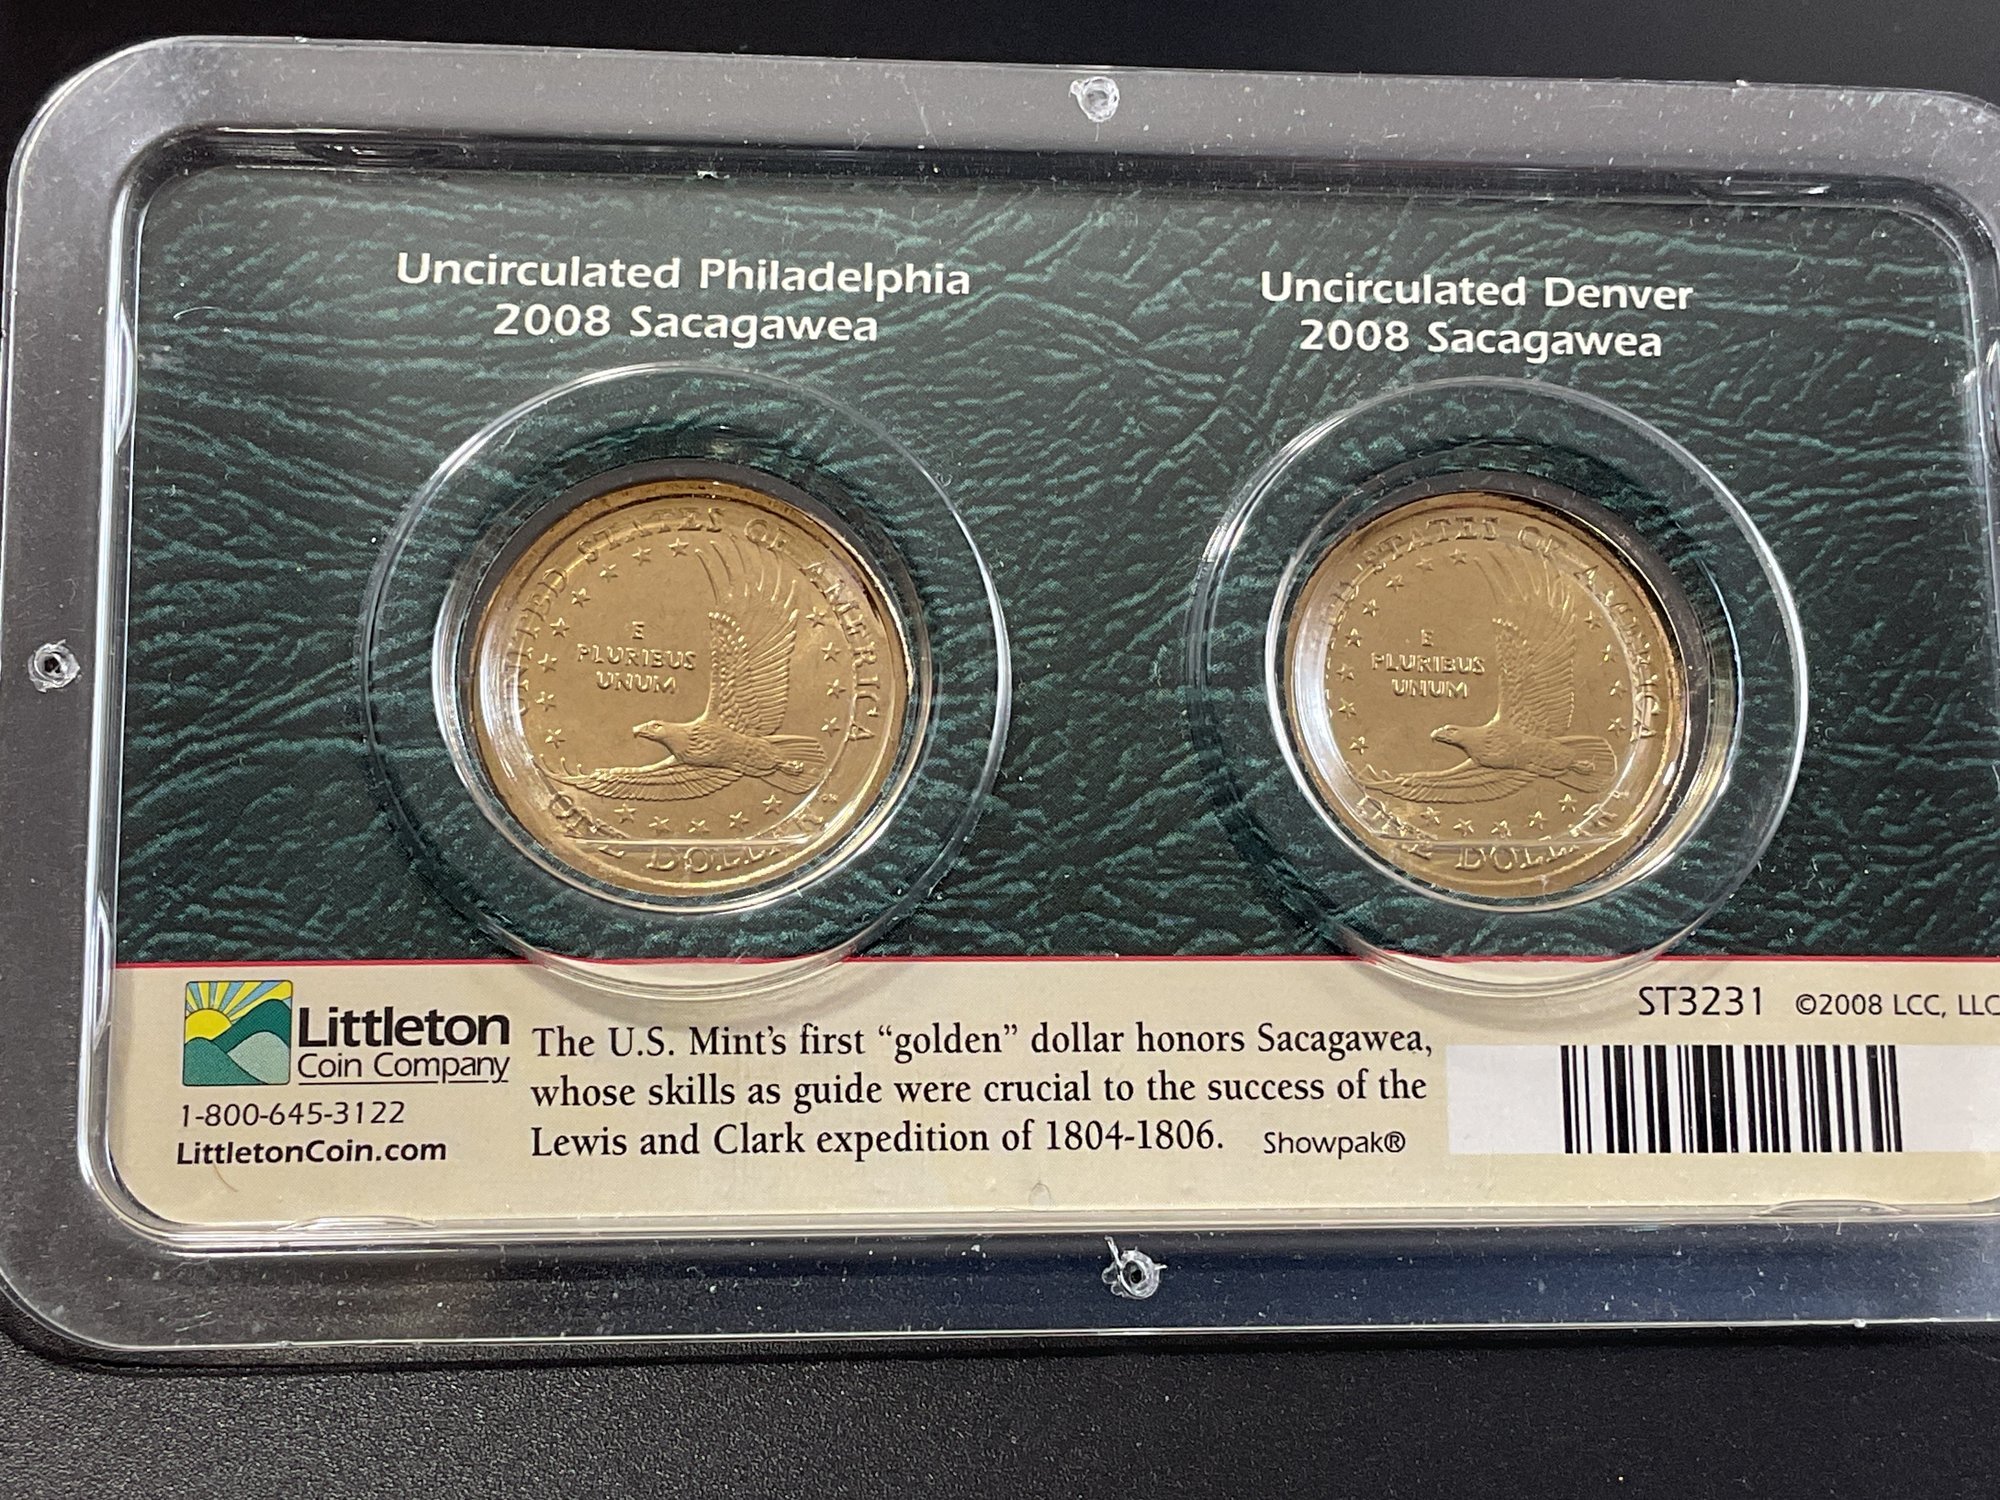 Uncirculated Philadelphia
2008 Sacagawea
Uncirculated Denver
2008 Sacagawea
UNITED STATES OF AMERICA
E
PLURIBUS
UNUM
ONE DOLLAR
STATES OF AMERICA
E
PLURIBUS
UNUM
ONE DOLLAR
Littleton
Coin Company
1-800-645-3122
LittletonCoin.com
The U.S. Mint's first “golden” dollar honors Sacagawea,
whose skills as guide were crucial to the success of the
Lewis and Clark expedition of 1804-1806. Showpak®
ST3231 ©2008 LCC, LLC